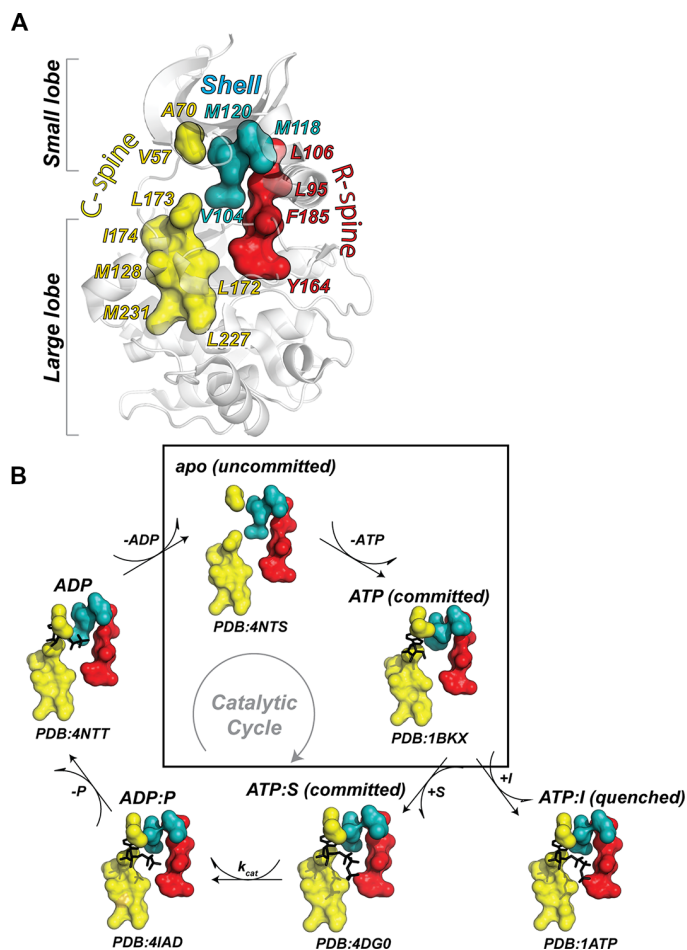 A
Small lobe
Large lobe
Shell
C-spine
R-spine
A70
M120
M118
V57
L106
L95
L173
V104
F185
I174
M128
L172
Y164
M231
L227
B
apo (uncommitted)
-ADP
-ATP
ADP
ATP (committed)
PDB:4NTS
Catalytic
Cycle
PDB:4NTT
PDB:1BKX
-P
ADP:P
ATP:S (committed)
+S
+I
ATP:I (quenched)
kcat
PDB:4IAD
PDB:4DG0
PDB:1ATP